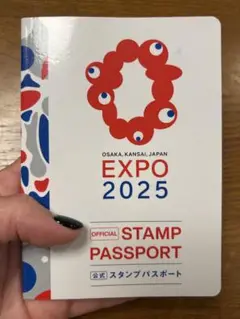 OSAKA, KANSAI, JAPAN
EXPO
2025
OFFICIAL STAMP
PASSPORT
公式 スタンプパスポート